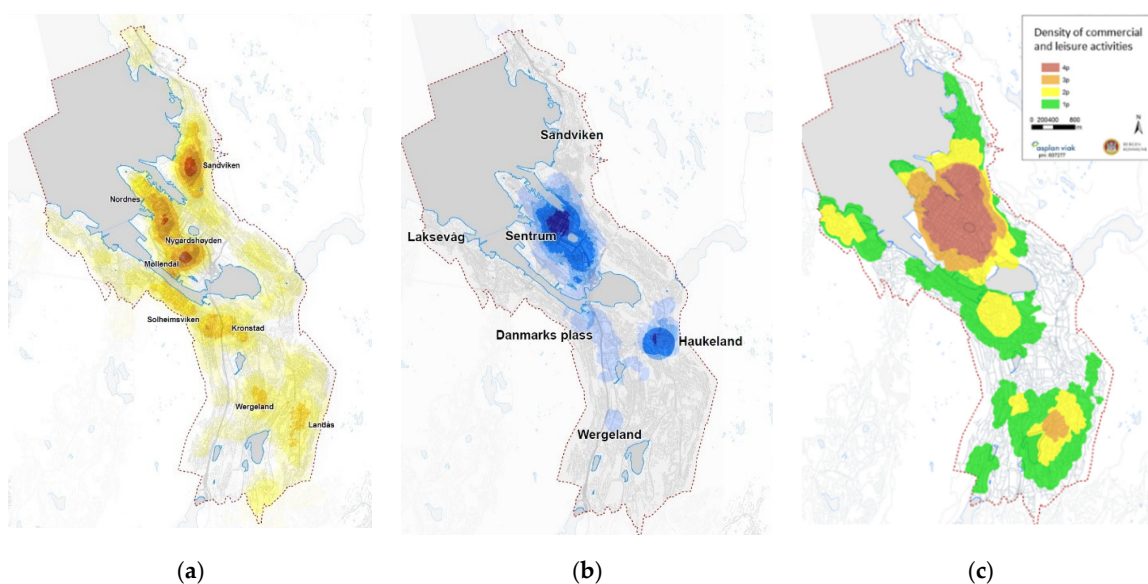 Sandviken
Nordnes
Nygårdshøyden
Møllendal
Solheimsviken
Kronstad
Wergeland
Landås
Sandviken
Laksevåg
Sentrum
Danmarks plass
Haukeland
Wergeland
Density of commercial
and leisure activities
4p
3p
2p
1p
0 200400 800
m
N
asplan viak
BERGEN
KOMMUNE
(a)
(b)
(c)